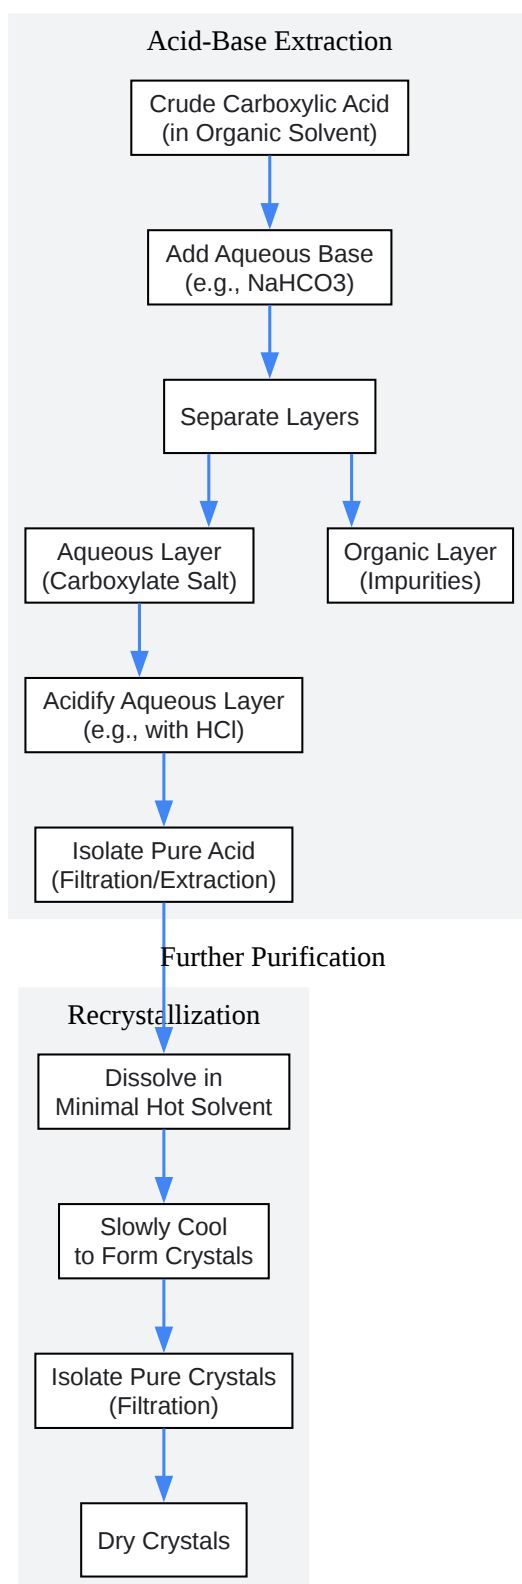 Acid-Base Extraction
Crude Carboxylic Acid
(in Organic Solvent)
Add Aqueous Base
(e.g., NaHCO3)
Separate Layers
Aqueous Layer
(Carboxylate Salt)
Organic Layer
(Impurities)
Acidify Aqueous Layer
(e.g., with HCl)
Isolate Pure Acid
(Filtration/Extraction)
Further Purification
Recrystallization
Dissolve in
Minimal Hot Solvent
Slowly Cool
to Form Crystals
Isolate Pure Crystals
(Filtration)
Dry Crystals